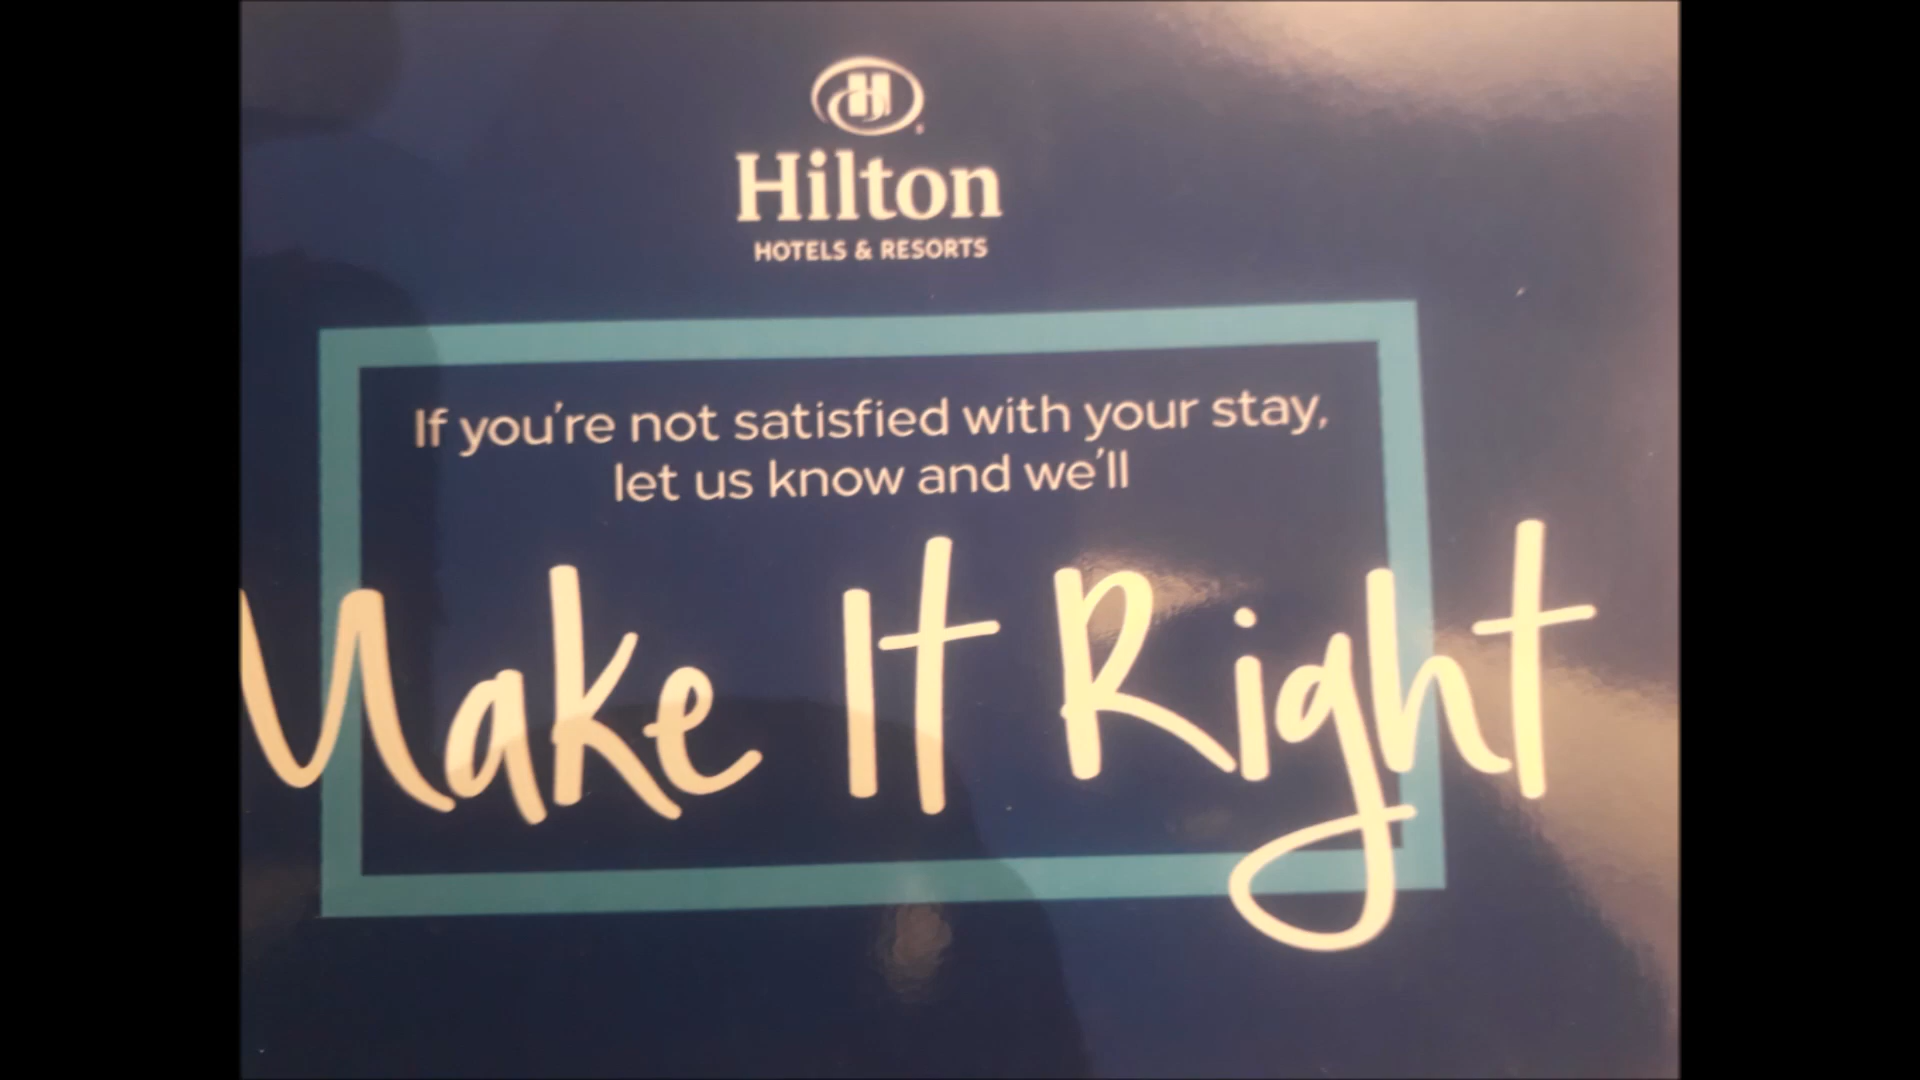 H
Hilton
HOTELS & RESORTS
If you're not satisfied with your stay,
let us know and we'll
Make It Right